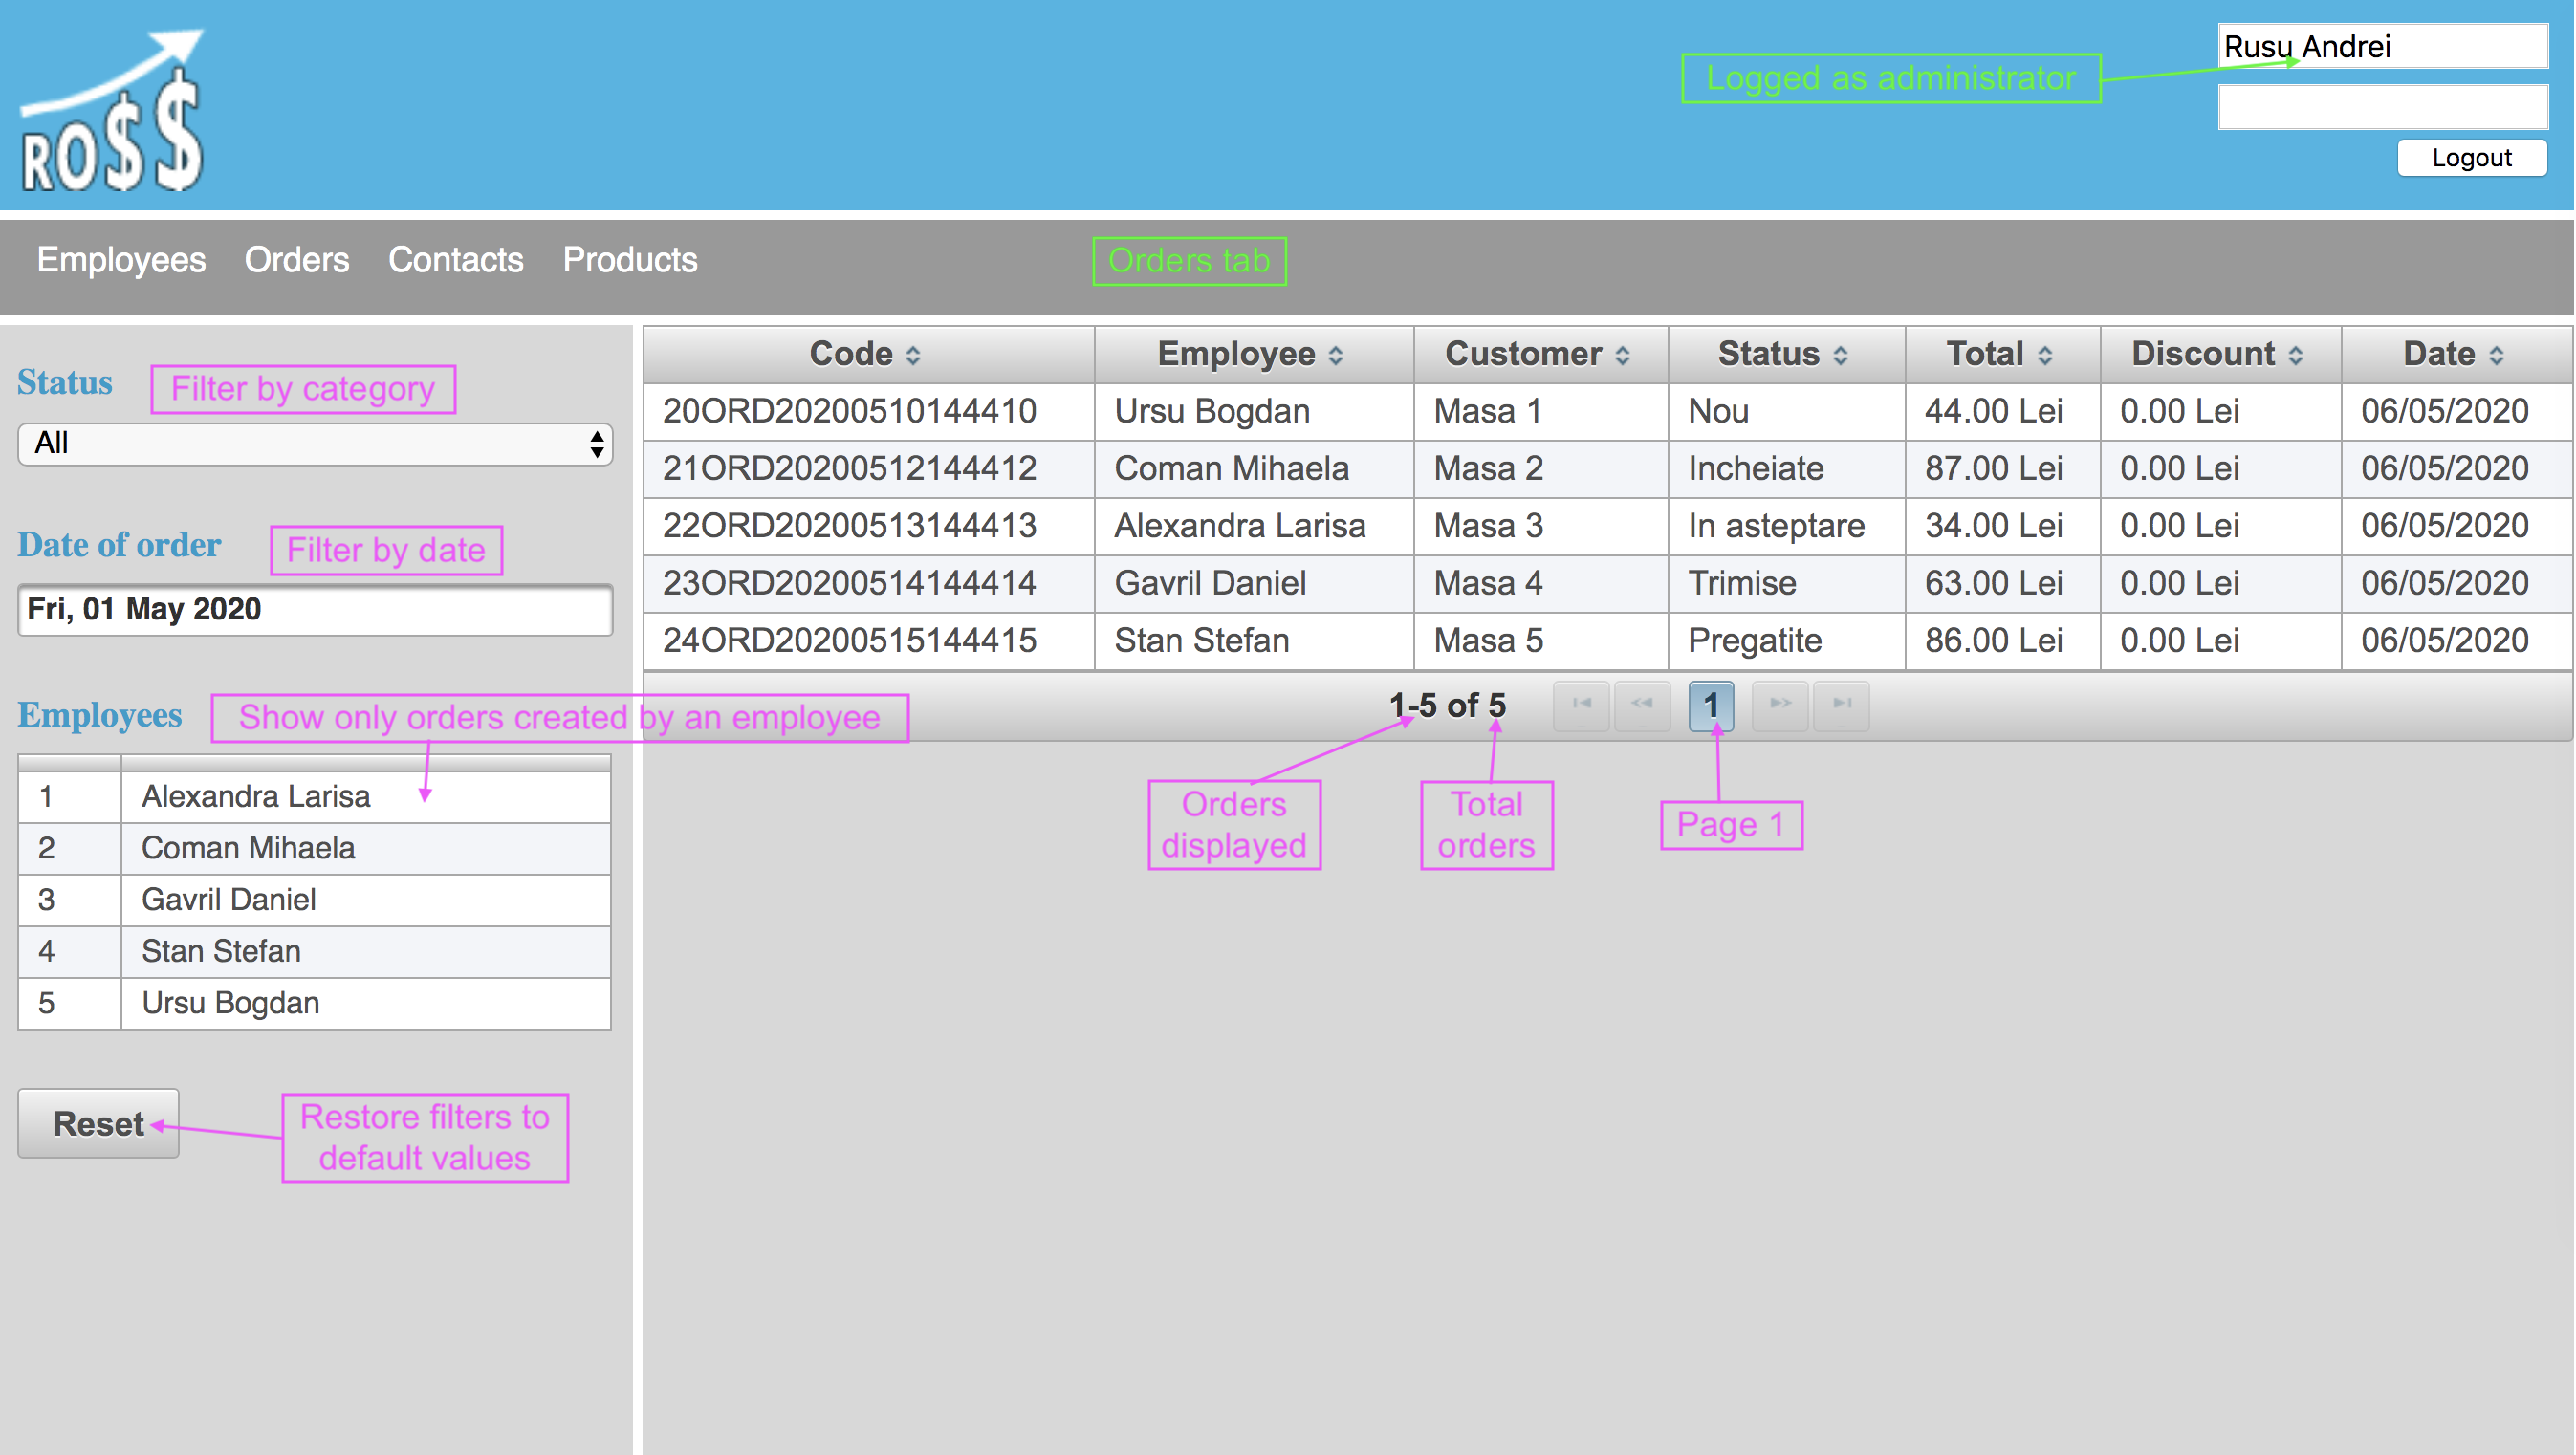 RO$$
Rusu Andrei
Logged as administrator
Logout
Employees Orders Contacts Products
Orders tab
Status
Filter by category
All
Date of order
Filter by date
Fri, 01 May 2020
Employees
Show only orders created by an employee
1 Alexandra Larisa
2 Coman Mihaela
3 Gavril Daniel
4 Stan Stefan
5 Ursu Bogdan
Reset
Restore filters to
default values
Code Employee Customer Status Total Discount Date
20ORD20200510144410 Ursu Bogdan Masa 1 Nou 44.00 Lei 0.00 Lei 06/05/2020
21ORD20200512144412 Coman Mihaela Masa 2 Incheiate 87.00 Lei 0.00 Lei 06/05/2020
22ORD20200513144413 Alexandra Larisa Masa 3 In asteptare 34.00 Lei 0.00 Lei 06/05/2020
23ORD20200514144414 Gavril Daniel Masa 4 Trimise 63.00 Lei 0.00 Lei 06/05/2020
24ORD20200515144415 Stan Stefan Masa 5 Pregatite 86.00 Lei 0.00 Lei 06/05/2020
1-5 of 5 1
Orders
displayed
Total
orders
Page 1